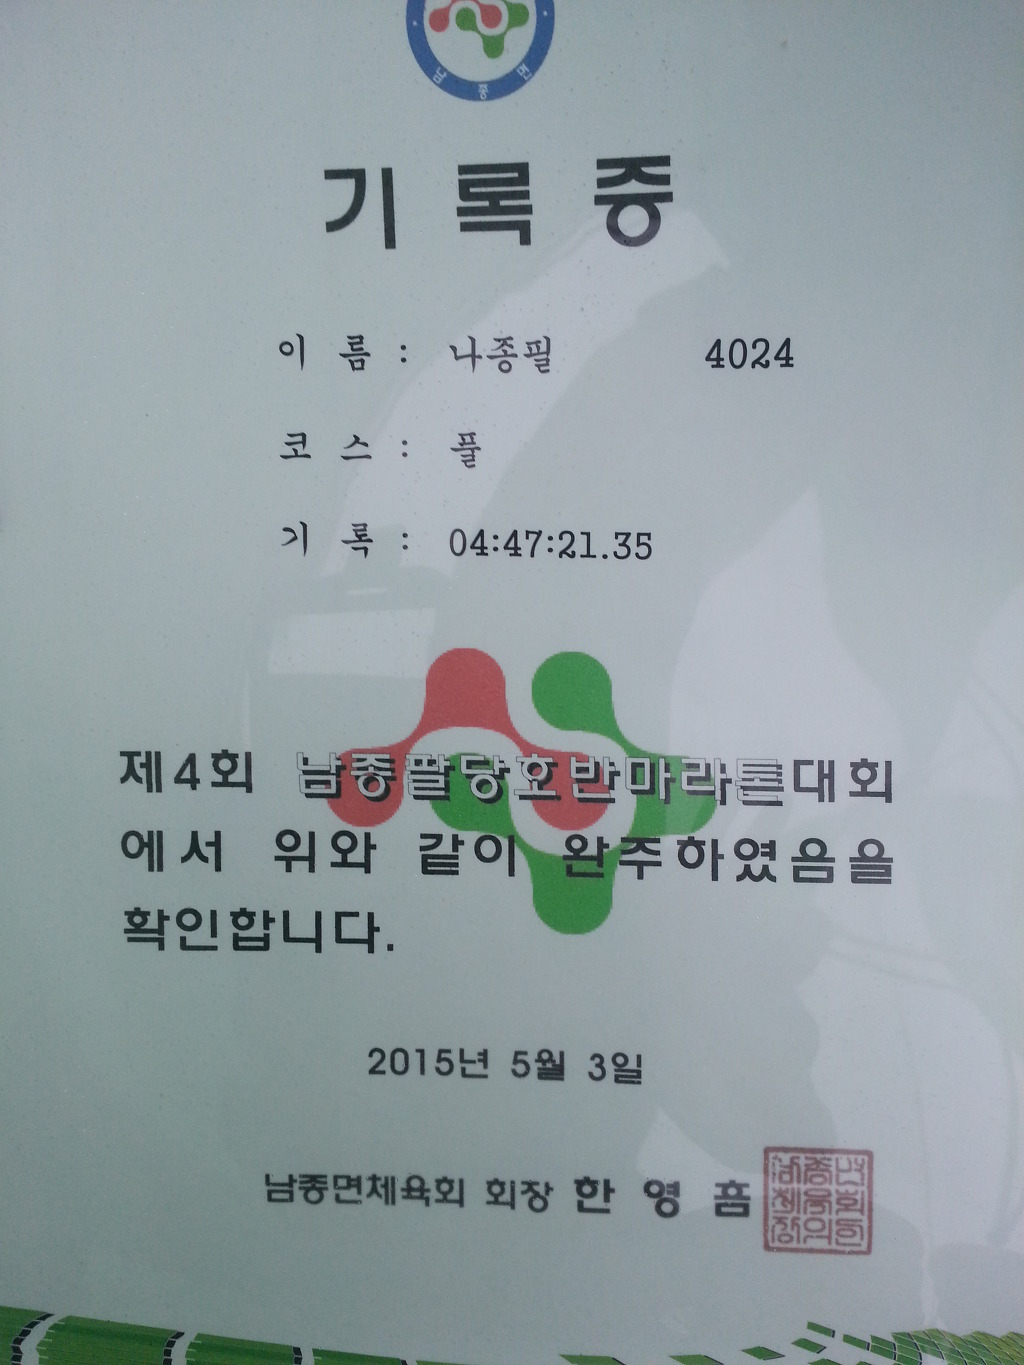 남종면
기록증
이 름 : 나종필 4024
코 스 : 풀
기 록 : 04:47:21.35
제4회 남종팔당호반마라톤대회
에서 위와 같이 완주하였음을
확인합니다.
2015년 5월 3일
남종면체육회 회장 한 영 흠